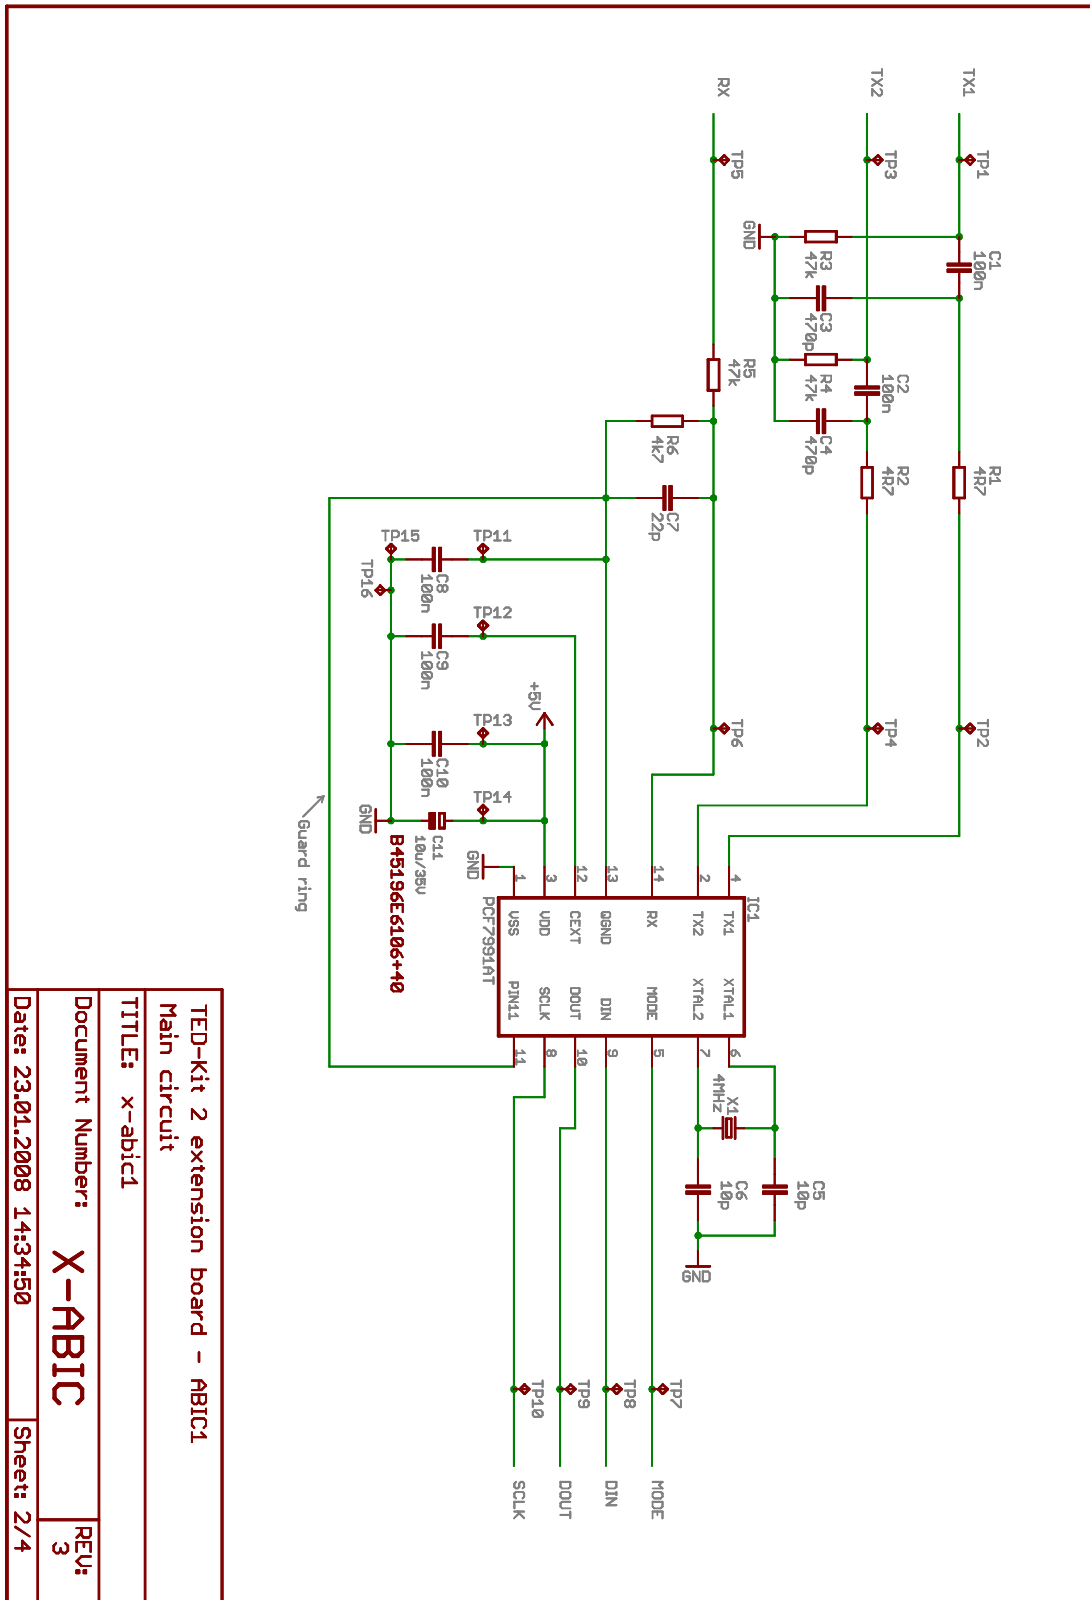 TX1
TX2
RX
TP1
TP3
TP5
C1
100n
R3
47k
GND
C3
470p
C2
100n
R4
47k
C4
470p
R5
47k
R6
4k7
R1
4R7
R2
4R7
C7
22p
TP11
TP15
TP16
C8
100n
TP12
C9
100n
+5V
TP13
C10
100n
TP14
GND
C11
10u/35V
B45196E6106+40
GND
TP2
TP4
TP6
Guard ring
IC1
PCF7991AT
4
2
14
13
12
3
1
TX1
TX2
RX
QGND
CEXT
VDD
VSS
XTAL1
XTAL2
MODE
DIN
DOUT
SCLK
PIN11
6
7
5
9
10
8
11
X1
4MHz
C5
10p
C6
10p
GND
TP7
TP8
TP9
TP10
MODE
DIN
DOUT
SCLK
TED-Kit 2 extension board - ABIC1
Main circuit
TITLE: x-abic1
Document Number:
X-ABIC
REV:
3
Date: 23.01.2008 14:34:50
Sheet: 2/4